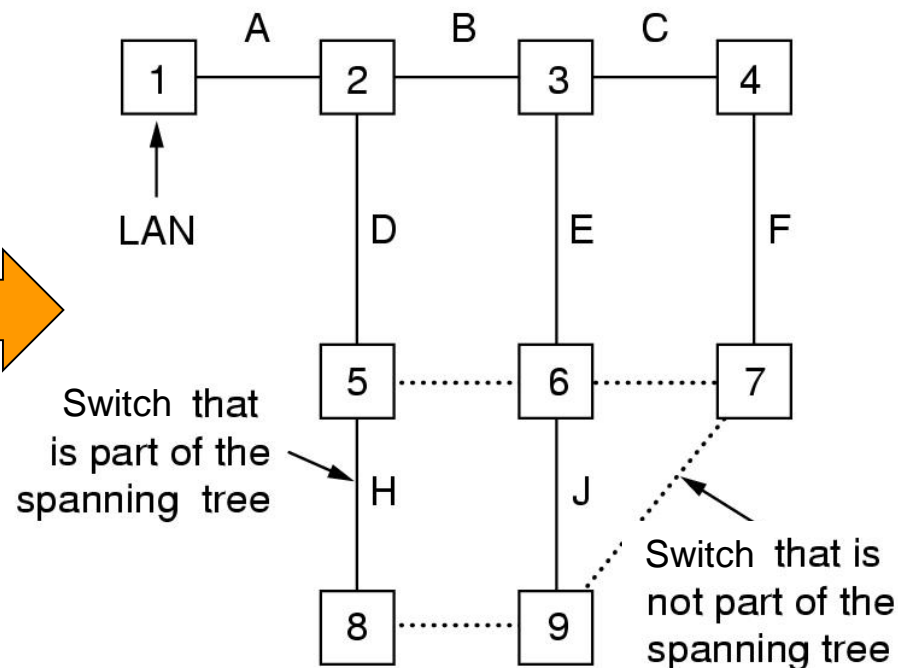 A B C
1 2 3 4
LAN
D E F
5 6 7
Switch that
is part of the
spanning tree
H J
Switch that is
not part of the
spanning tree
8 9